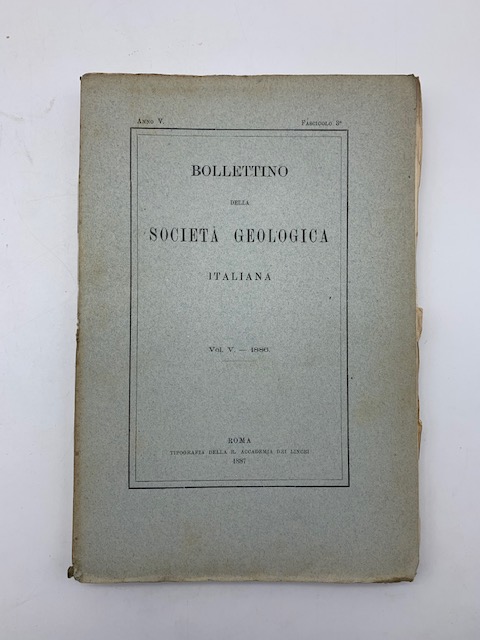 Anno V. Fascicolo 3°
BOLLETTINO
DELLA
SOCIETÀ GEOLOGICA
ITALIANA
Vol. V. — 1886.
ROMA
TIPOGRAFIA DELLA R. ACCADEMIA DEI LINCEI
1887